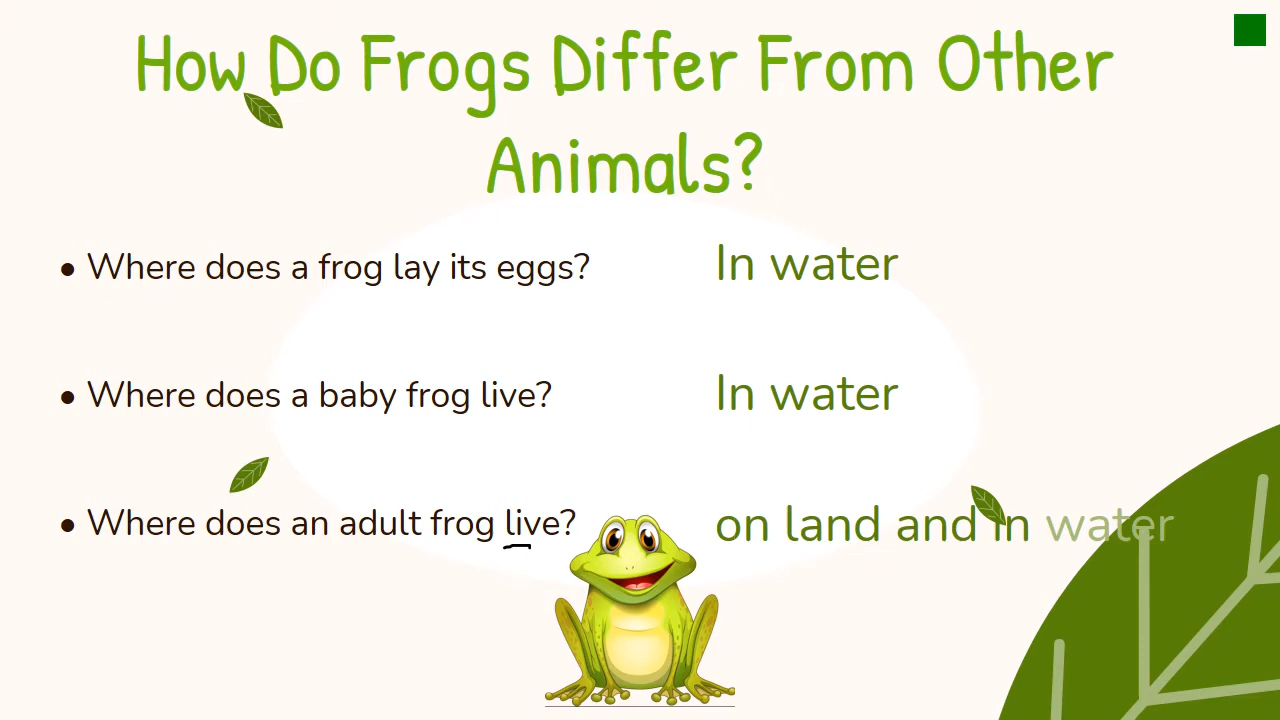 How Do Frogs Differ From Other
Animals?
• Where does a frog lay its eggs? In water
• Where does a baby frog live? In water
• Where does an adult frog live? on land and in water